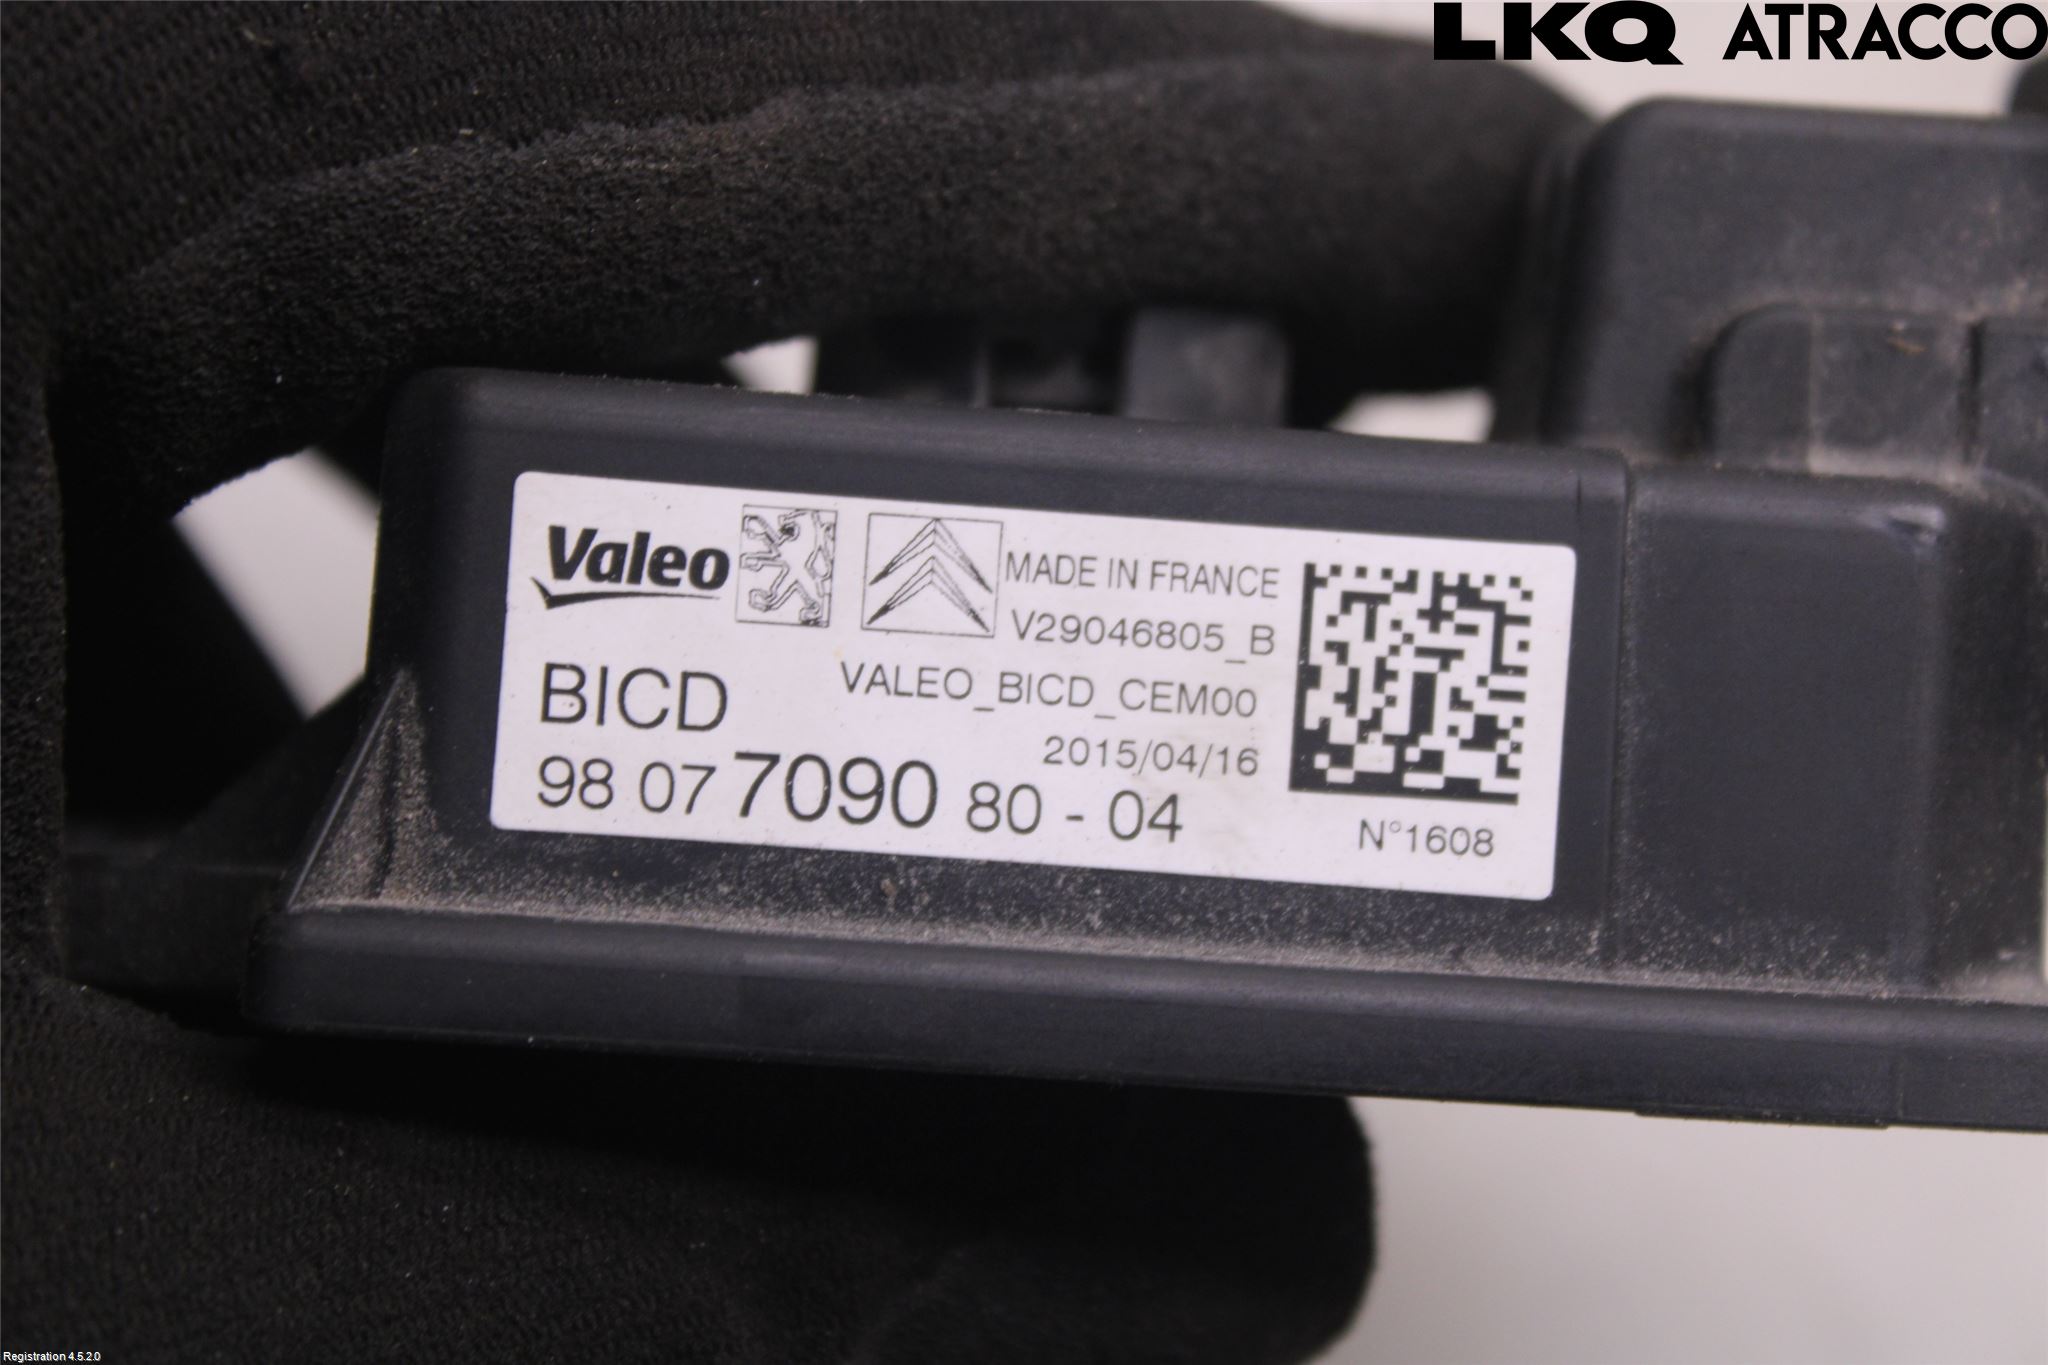 LKQ ATRACCO
Valeo
MADE IN FRANCE
V29046805_B
BICD
VALEO_BICD_CEM00
2015/04/16
98 07 7090 80 - 04
N°1608
Registration 4.5.2.0